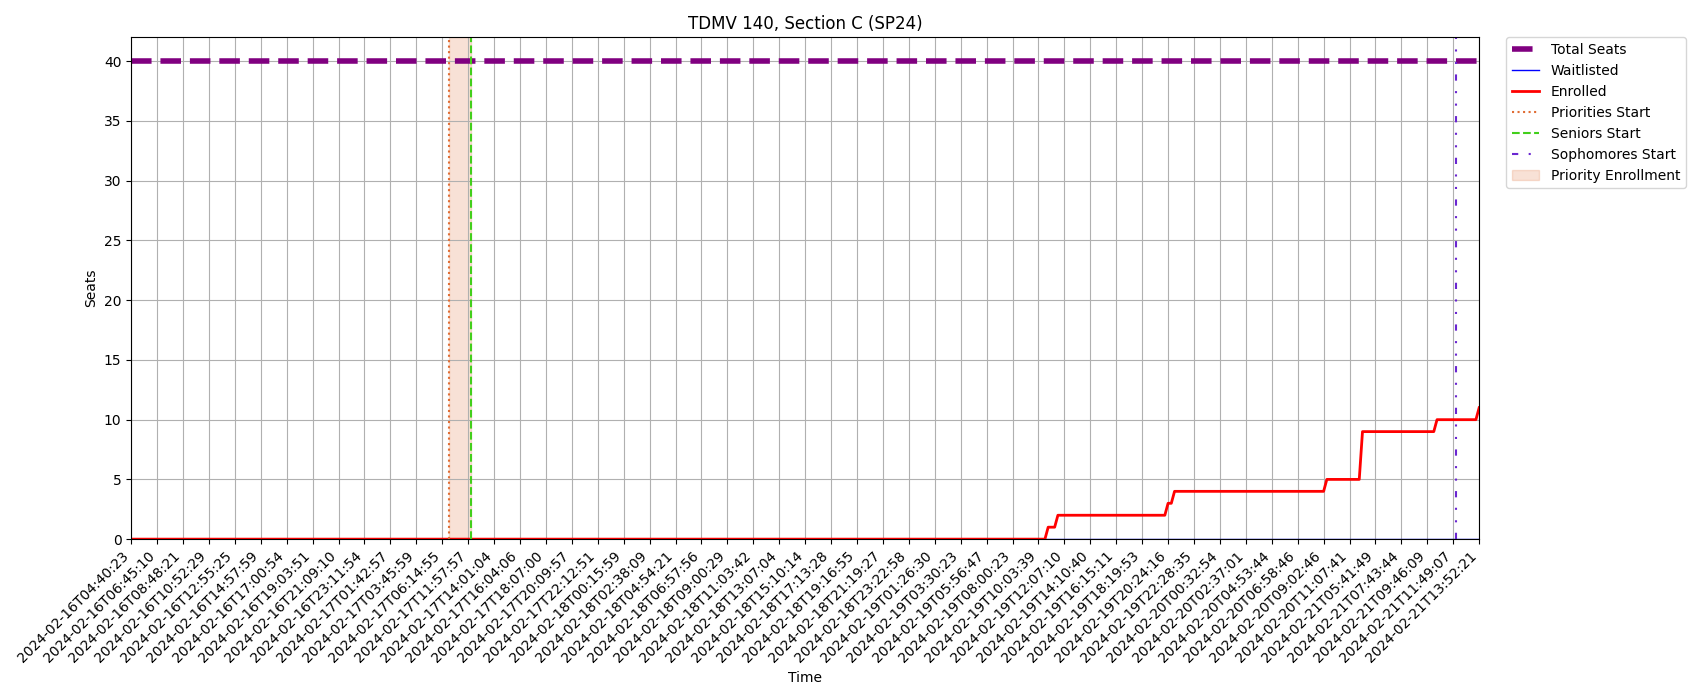 TDMV 140, Section C (SP24)
Total Seats
Waitlisted
Enrolled
Priorities Start
Seniors Start
Sophomores Start
Priority Enrollment
Seats
40
35
30
25
20
15
10
5
0
2024-02-16T04:40:23
2024-02-16T06:45:10
2024-02-16T08:48:21
2024-02-16T10:52:29
2024-02-16T12:55:25
2024-02-16T14:57:59
2024-02-16T17:00:54
2024-02-16T19:03:51
2024-02-16T21:09:10
2024-02-16T23:11:54
2024-02-17T01:42:57
2024-02-17T03:45:59
2024-02-17T06:14:55
2024-02-17T11:57:57
2024-02-17T14:01:04
2024-02-17T16:04:06
2024-02-17T18:07:00
2024-02-17T20:09:57
2024-02-17T22:12:51
2024-02-18T00:15:59
2024-02-18T02:38:09
2024-02-18T04:54:21
2024-02-18T06:57:56
2024-02-18T09:00:29
2024-02-18T11:03:42
2024-02-18T13:07:04
2024-02-18T15:10:14
2024-02-18T17:13:28
2024-02-18T19:16:55
2024-02-18T21:19:27
2024-02-18T23:22:58
2024-02-19T01:26:30
2024-02-19T03:30:23
2024-02-19T05:56:47
2024-02-19T08:00:23
2024-02-19T10:03:39
2024-02-19T12:07:10
2024-02-19T14:10:40
2024-02-19T16:15:11
2024-02-19T18:19:53
2024-02-19T20:24:16
2024-02-19T22:28:35
2024-02-20T00:32:54
2024-02-20T02:37:01
2024-02-20T04:53:44
2024-02-20T06:58:46
2024-02-20T09:02:46
2024-02-20T11:07:41
2024-02-21T05:41:49
2024-02-21T07:43:44
2024-02-21T09:46:09
2024-02-21T11:49:07
2024-02-21T13:52:21
Time